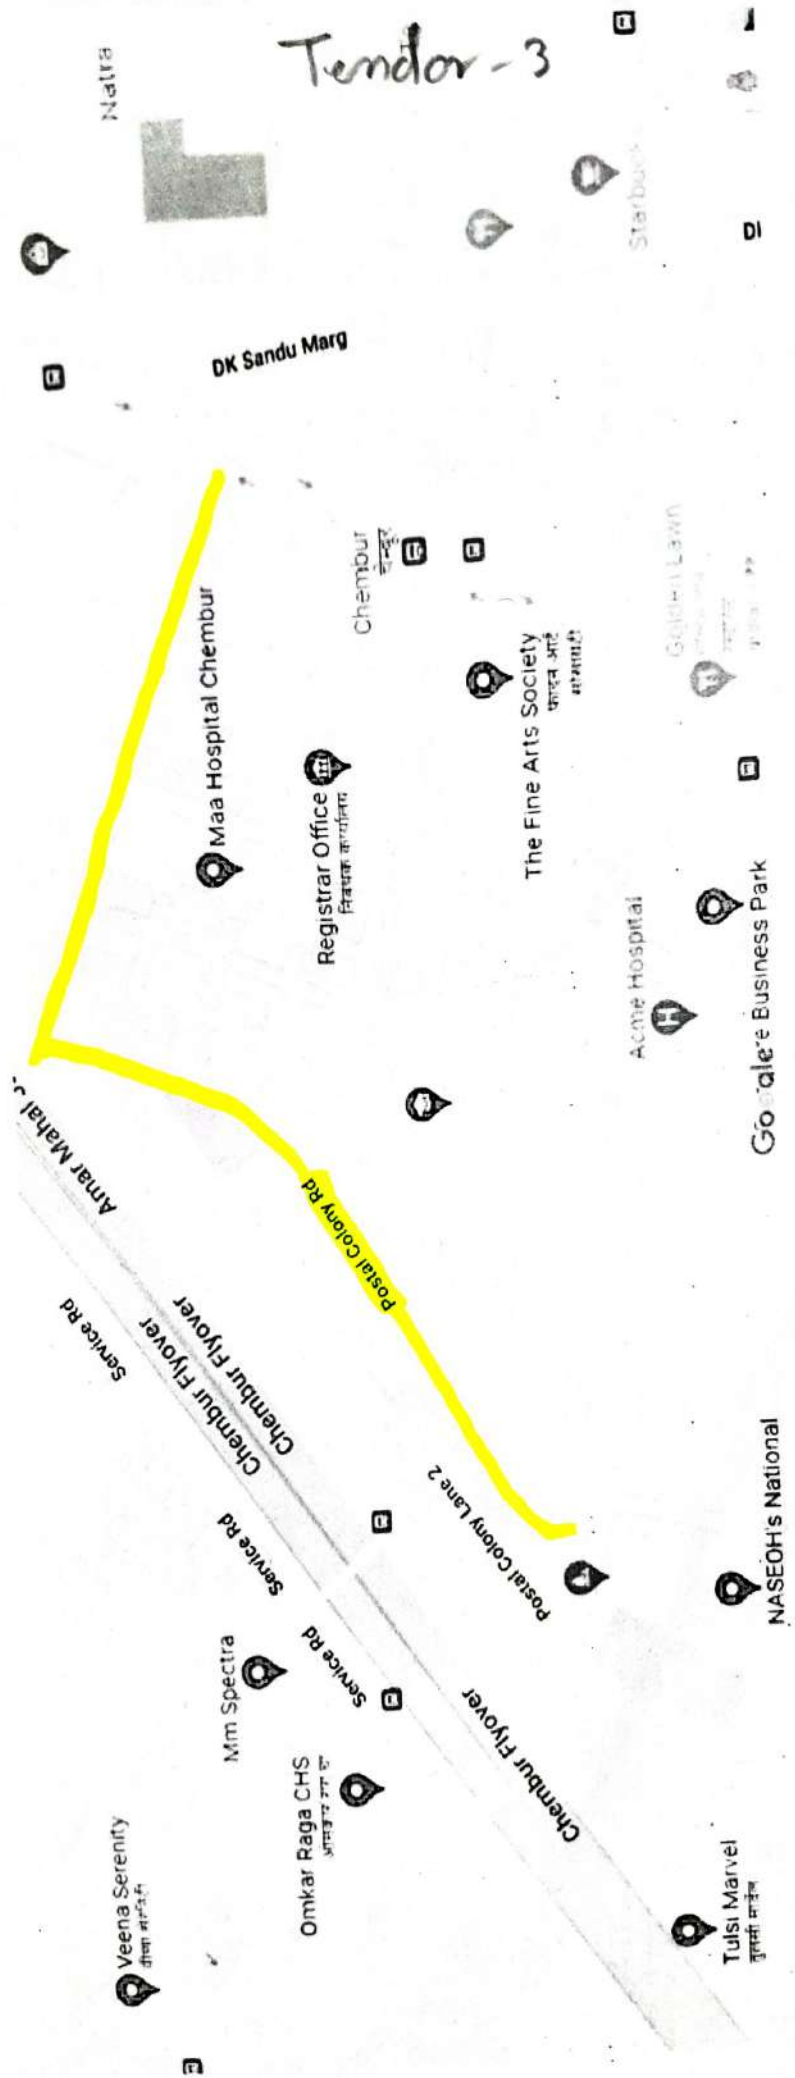 Tendor - 3
Natra
Starbucks
DI
DK Sandu Marg
Chembur
चेम्बूर
Golden Lawn
Maa Hospital Chembur
The Fine Arts Society
फाइन आर्ट
सोसायटी
Registrar Office
निबंधक कार्यालय
Acme Hospital
e Business Park
Amar Mahal J
Postal Colony Rd
Service Rd
Chembur Flyover
Chembur Flyover
Service Rd
Postal Colony Lane 2
NASEOH's National
Service Rd
Mm Spectra
Chembur Flyover
Omkar Raga CHS
Veena Serenity
Tulsi Marvel
तुलसी मार्वल